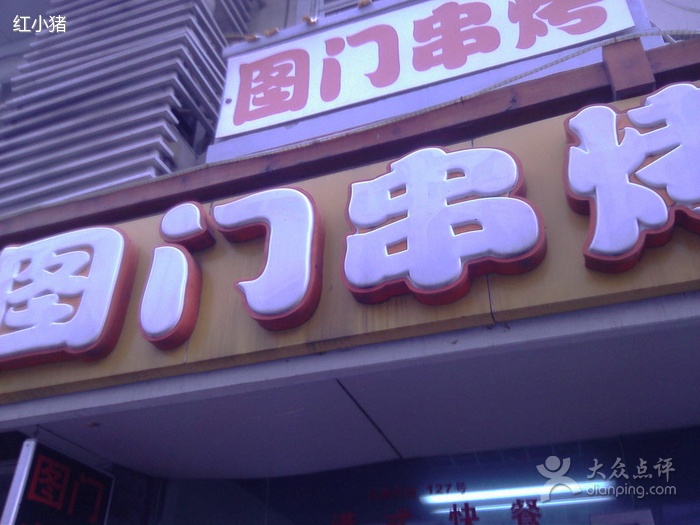 红小猪
图门串烤
图门串烤
图门
127号
快餐
大众点评
dianping.com